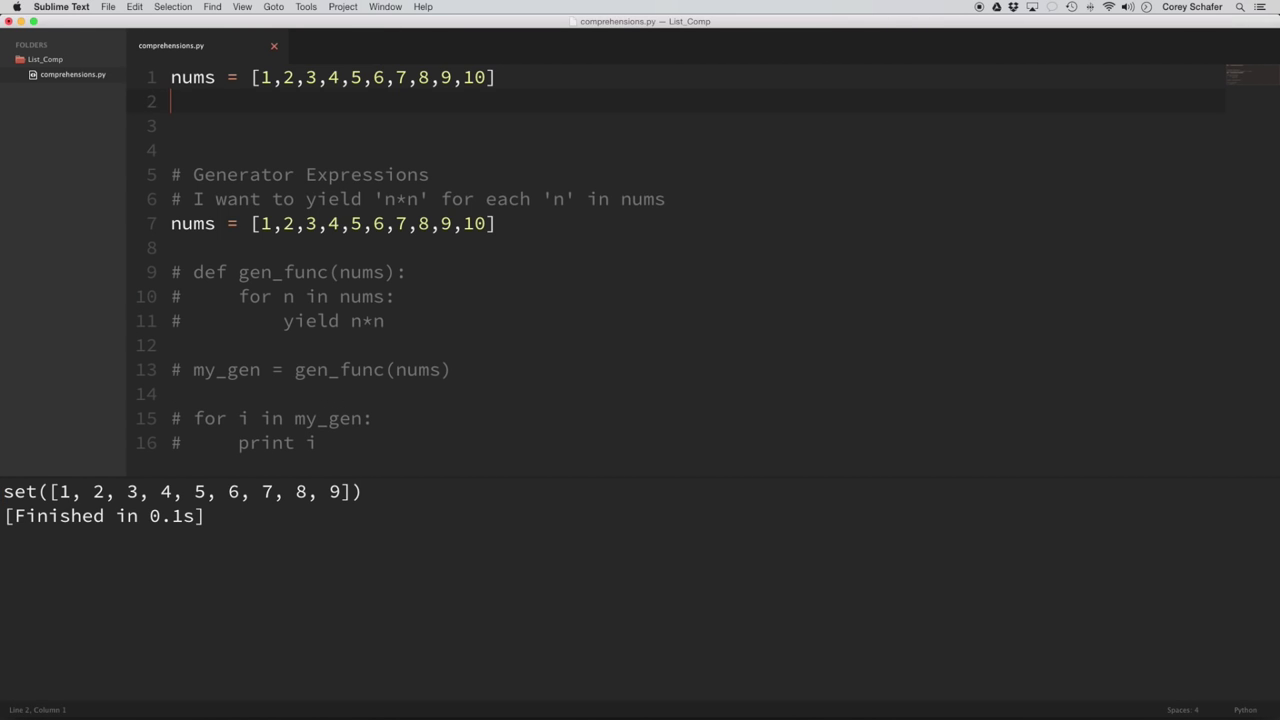 Sublime Text File Edit Selection Find View Goto Tools Project Window Help Corey Schafer
comprehensions.py — List_Comp
FOLDERS
List_Comp
comprehensions.py
comprehensions.py ×
1 nums = [1,2,3,4,5,6,7,8,9,10]
2
3
4
5 # Generator Expressions
6 # I want to yield 'n*n' for each 'n' in nums
7 nums = [1,2,3,4,5,6,7,8,9,10]
8
9 # def gen_func(nums):
10 #     for n in nums:
11 #         yield n*n
12
13 # my_gen = gen_func(nums)
14
15 # for i in my_gen:
16 #     print i
set([1, 2, 3, 4, 5, 6, 7, 8, 9])
[Finished in 0.1s]
Line 2, Column 1 Spaces: 4 Python